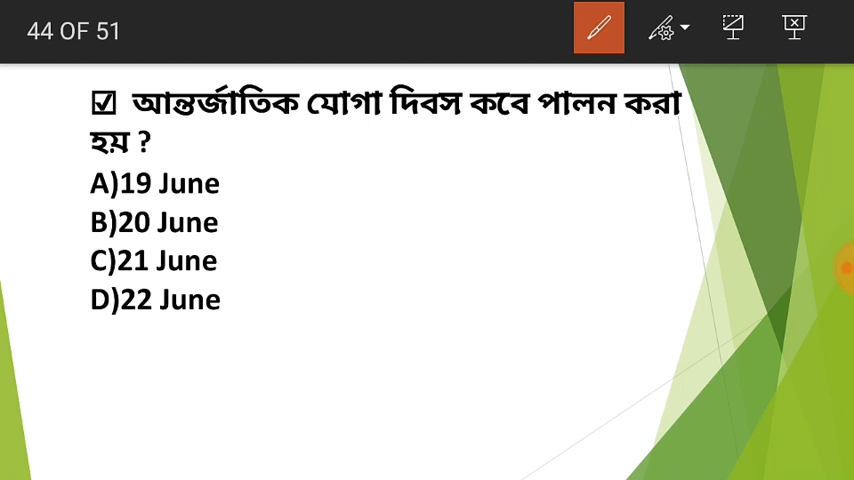 44 OF 51
☑ আন্তর্জাতিক যোগা দিবস কবে পালন করা
হয় ?
A)19 June
B)20 June
C)21 June
D)22 June